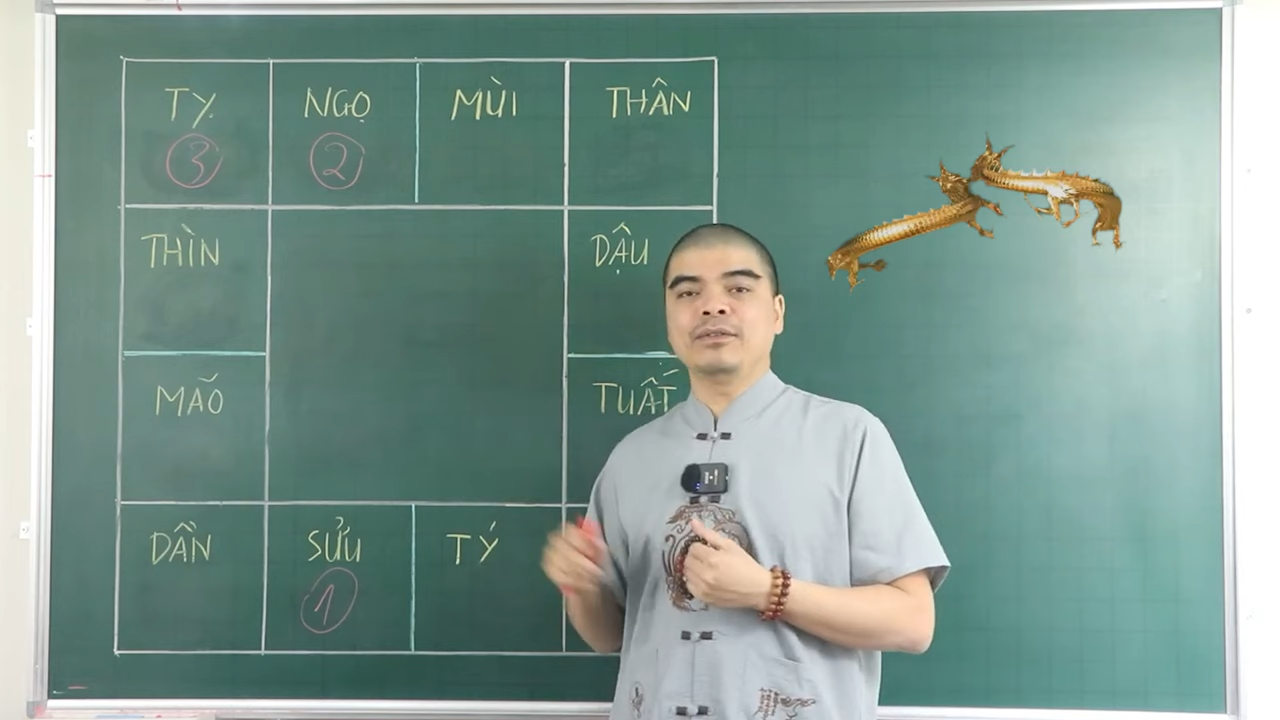 TỴ NGỌ MÙI THÂN
3 2
THÌN DẬU
MÃO TUẤT
DẦN SỬU TÝ
1